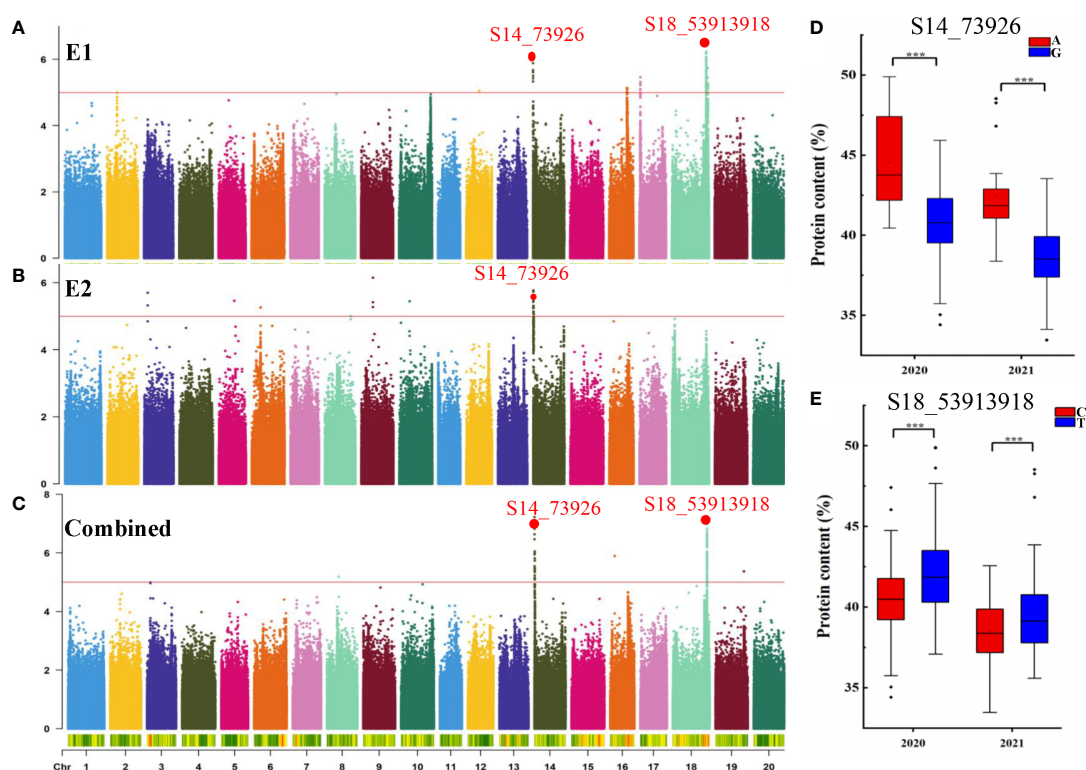 A
E1
S14_73926
S18_53913918
6
4
2
0
B
E2
S14_73926
6
4
2
0
C
Combined
S14_73926
S18_53913918
8
6
4
2
0
Chr 1 2 3 4 5 6 7 8 9 10 11 12 13 14 15 16 17 18 19 20
D
S14_73926
A
G
***
***
Protein content (%)
50
45
40
35
2020 2021
E
S18_53913918
C
T
***
***
Protein content (%)
50
45
40
35
2020 2021